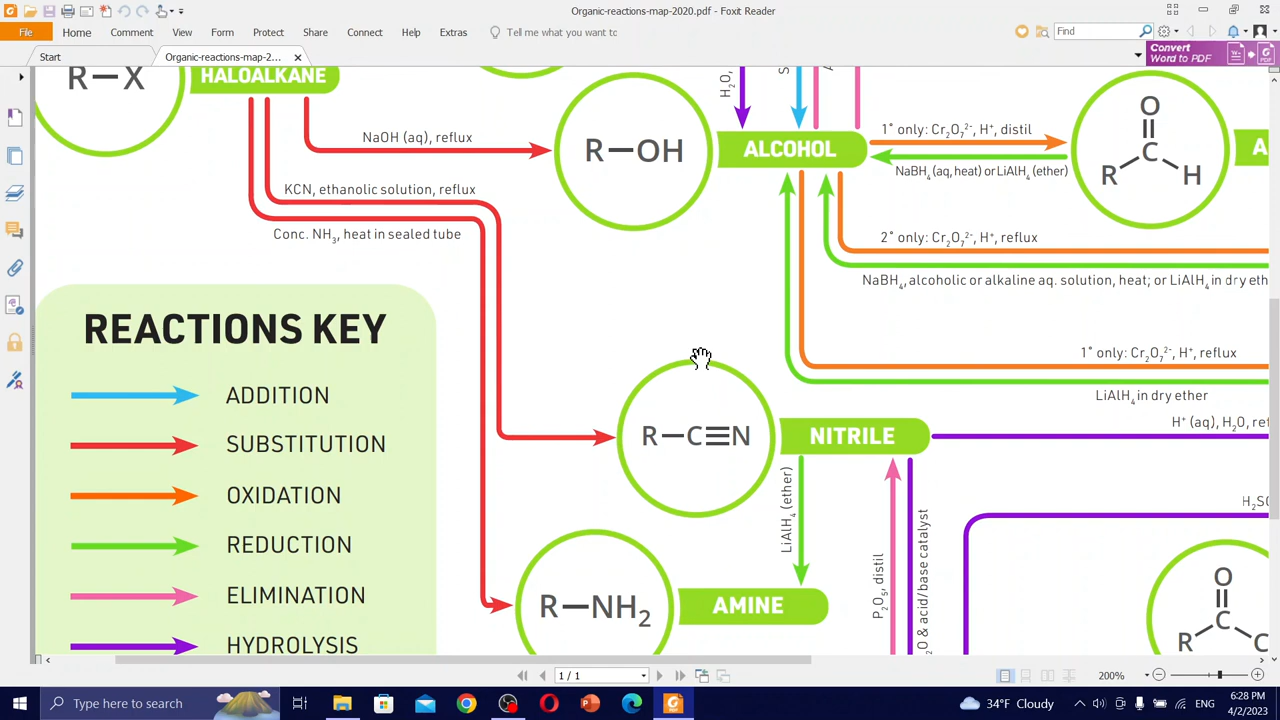 Organic-reactions-map-2020.pdf - Foxit Reader
File Home Comment View Form Protect Share Connect Help Extras Tell me what you want to Find
Start Organic-reactions-map-2... Convert Word to PDF
R—X HALOALKANE
H₂O,
R—OH
ALCOHOL
1° only: Cr₂O₇²⁻, H⁺, distil
NaBH₄ (aq, heat) or LiAlH₄ (ether)
O
C
R H
NaOH (aq), reflux
KCN, ethanolic solution, reflux
Conc. NH₃, heat in sealed tube
2° only: Cr₂O₇²⁻, H⁺, reflux
NaBH₄, alcoholic or alkaline aq. solution, heat; or LiAlH₄ in dry eth
1° only: Cr₂O₇²⁻, H⁺, reflux
LiAlH₄ in dry ether
H⁺ (aq), H₂O, ref
R—C≡N
NITRILE
LiAlH₄ (ether)
P₂O₅, distil
₂O & acid/base catalyst
H₂SO
R—NH₂
AMINE
O
C
R C
REACTIONS KEY
ADDITION
SUBSTITUTION
OXIDATION
REDUCTION
ELIMINATION
HYDROLYSIS
1 / 1
200%
Type here to search
34°F Cloudy
ENG
6:28 PM
4/2/2023